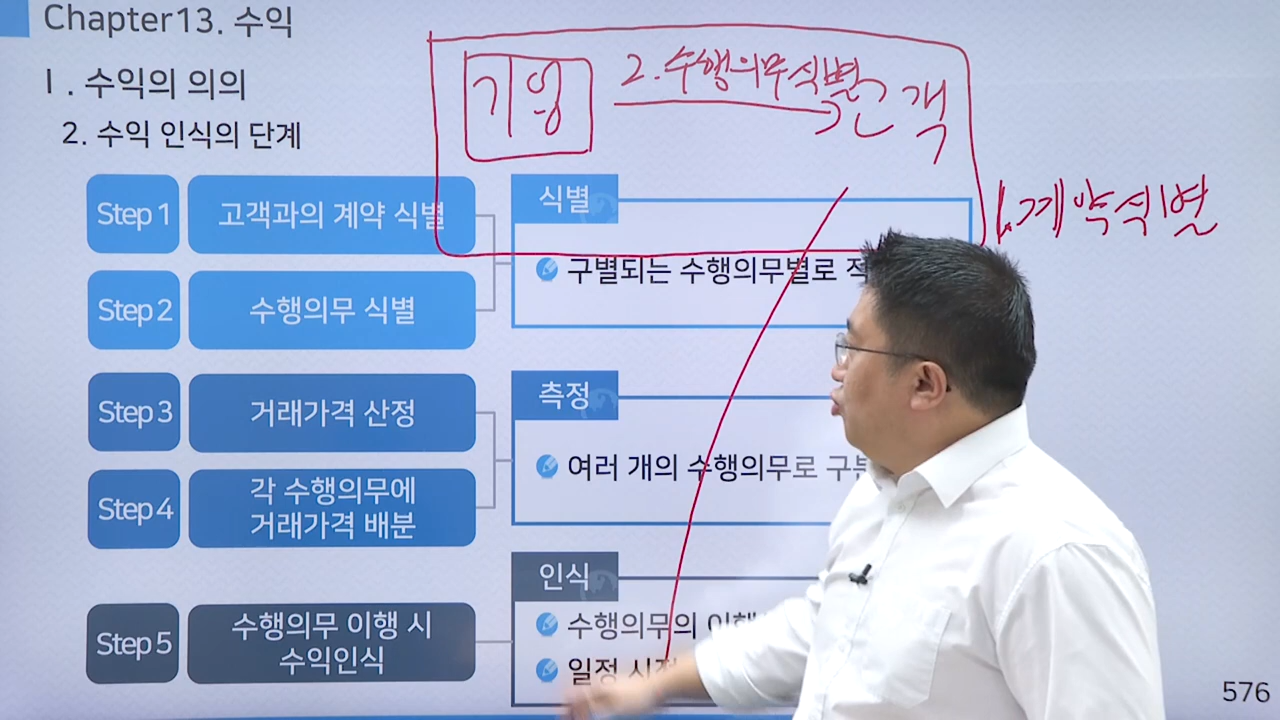 Chapter13. 수익
Ⅰ. 수익의 의의
2. 수익 인식의 단계
기업
2. 수행의무식별
고객
1. 계약식별
Step 1
고객과의 계약 식별
식별
구별되는 수행의무별로
Step 2
수행의무 식별
Step 3
거래가격 산정
측정
여러 개의 수행의무로
Step 4
각 수행의무에
거래가격 배분
인식
Step 5
수행의무 이행 시
수익인식
수행의무의
일정
576